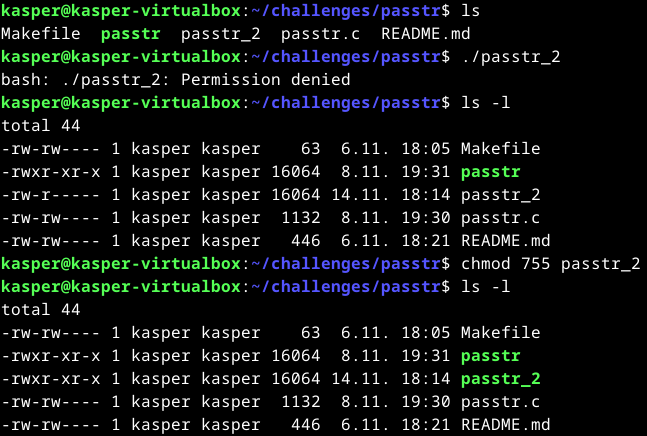 kasper@kasper-virtualbox:~/challenges/passtr$ ls
Makefile  passtr  passtr_2  passtr.c  README.md
kasper@kasper-virtualbox:~/challenges/passtr$ ./passtr_2
bash: ./passtr_2: Permission denied
kasper@kasper-virtualbox:~/challenges/passtr$ ls -l
total 44
-rw-rw---- 1 kasper kasper    63  6.11. 18:05 Makefile
-rwxr-xr-x 1 kasper kasper 16064  8.11. 19:31 passtr
-rw-r----- 1 kasper kasper 16064 14.11. 18:14 passtr_2
-rw-rw---- 1 kasper kasper  1132  8.11. 19:30 passtr.c
-rw-rw---- 1 kasper kasper   446  6.11. 18:21 README.md
kasper@kasper-virtualbox:~/challenges/passtr$ chmod 755 passtr_2
kasper@kasper-virtualbox:~/challenges/passtr$ ls -l
total 44
-rw-rw---- 1 kasper kasper    63  6.11. 18:05 Makefile
-rwxr-xr-x 1 kasper kasper 16064  8.11. 19:31 passtr
-rwxr-xr-x 1 kasper kasper 16064 14.11. 18:14 passtr_2
-rw-rw---- 1 kasper kasper  1132  8.11. 19:30 passtr.c
-rw-rw---- 1 kasper kasper   446  6.11. 18:21 README.md